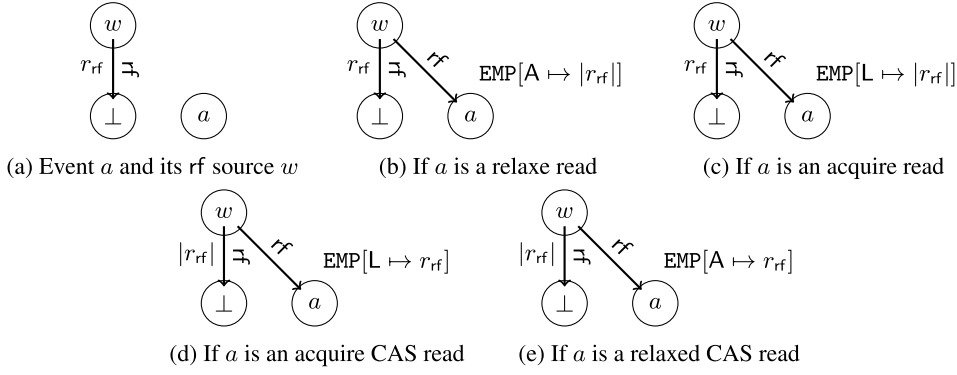 w w w
r_rf rf r_rf rf rf EMP[A ↦ |r_rf|] r_rf rf rf EMP[L ↦ |r_rf|]
⊥ a ⊥ a ⊥ a
(a) Event a and its rf source w (b) If a is a relaxe read (c) If a is an acquire read
w w
|r_rf| rf rf EMP[L ↦ r_rf] |r_rf| rf rf EMP[A ↦ r_rf]
⊥ a ⊥ a
(d) If a is an acquire CAS read (e) If a is a relaxed CAS read